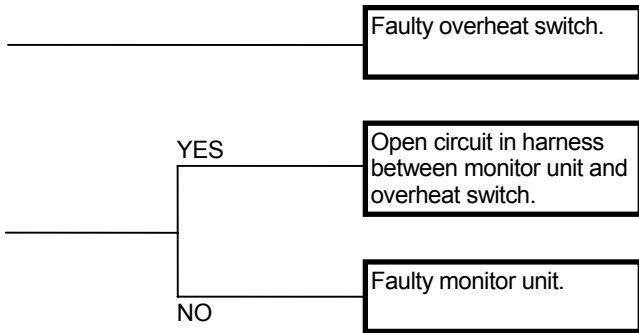 Faulty overheat switch.
YES
Open circuit in harness
between monitor unit and
overheat switch.
Faulty monitor unit.
NO